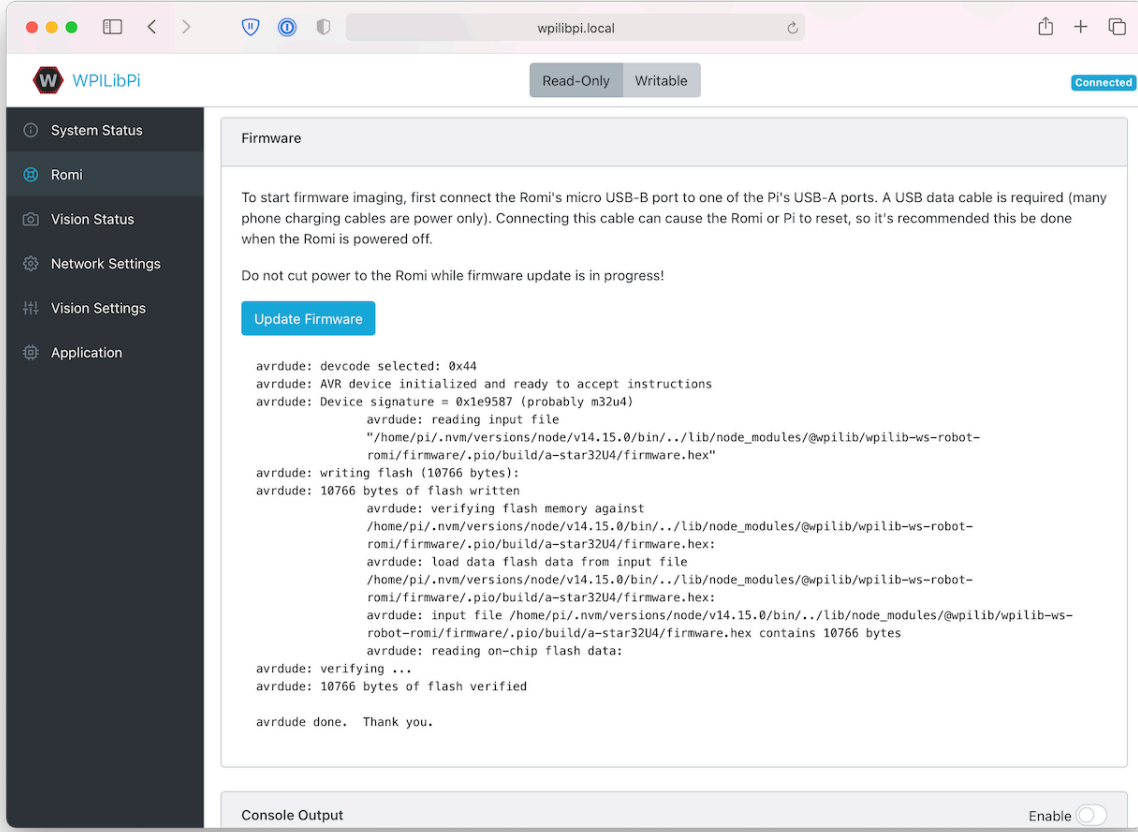 wpilibpi.local
W WPILibPi
Read-Only Writable
Connected
System Status
Romi
Vision Status
Network Settings
Vision Settings
Application
Firmware
To start firmware imaging, first connect the Romi's micro USB-B port to one of the Pi's USB-A ports. A USB data cable is required (many
phone charging cables are power only). Connecting this cable can cause the Romi or Pi to reset, so it's recommended this be done
when the Romi is powered off.
Do not cut power to the Romi while firmware update is in progress!
Update Firmware
avrdude: devcode selected: 0x44
avrdude: AVR device initialized and ready to accept instructions
avrdude: Device signature = 0x1e9587 (probably m32u4)
avrdude: reading input file
"/home/pi/.nvm/versions/node/v14.15.0/bin/../lib/node_modules/@wpilib/wpilib-ws-robot-
romi/firmware/.pio/build/a-star32U4/firmware.hex"
avrdude: writing flash (10766 bytes):
avrdude: 10766 bytes of flash written
avrdude: verifying flash memory against
/home/pi/.nvm/versions/node/v14.15.0/bin/../lib/node_modules/@wpilib/wpilib-ws-robot-
romi/firmware/.pio/build/a-star32U4/firmware.hex:
avrdude: load data flash data from input file
/home/pi/.nvm/versions/node/v14.15.0/bin/../lib/node_modules/@wpilib/wpilib-ws-robot-
romi/firmware/.pio/build/a-star32U4/firmware.hex:
avrdude: input file /home/pi/.nvm/versions/node/v14.15.0/bin/../lib/node_modules/@wpilib/wpilib-ws-
robot-romi/firmware/.pio/build/a-star32U4/firmware.hex contains 10766 bytes
avrdude: reading on-chip flash data:
avrdude: verifying ...
avrdude: 10766 bytes of flash verified
avrdude done.  Thank you.
Console Output
Enable